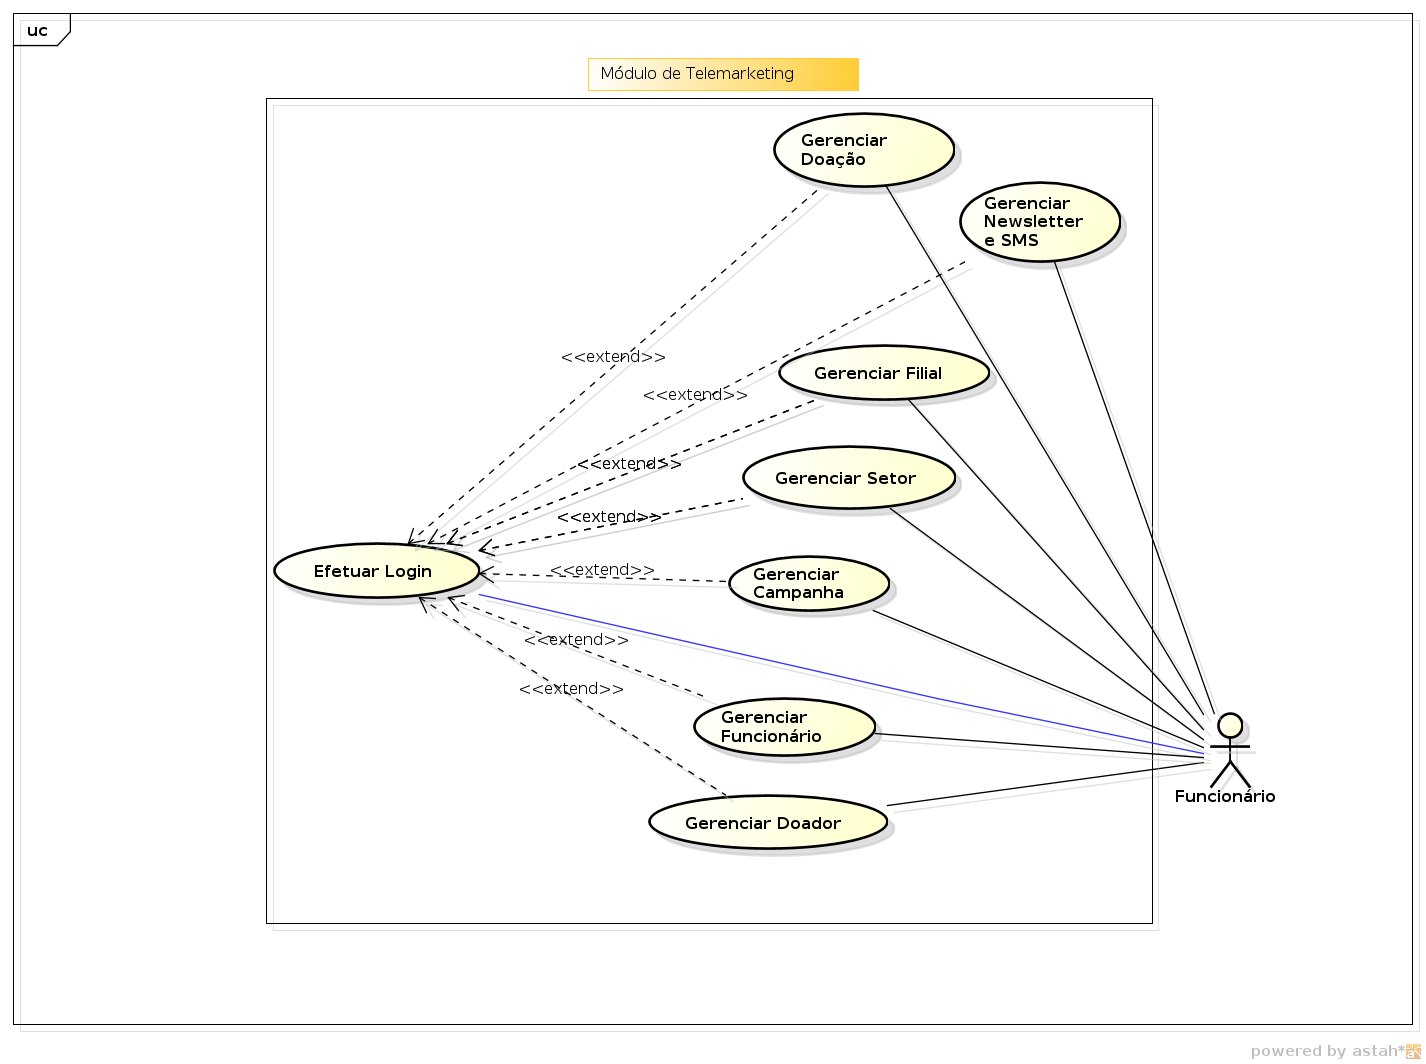 uc
Módulo de Telemarketing
Gerenciar
Doação
Gerenciar
Newsletter
e SMS
<<extend>>
Gerenciar Filial
<<extend>>
<<extend>>
Gerenciar Setor
<<extend>>
<<extend>>
Efetuar Login
Gerenciar
Campanha
<<extend>>
<<extend>>
Gerenciar
Funcionário
Funcionário
Gerenciar Doador
powered by astah*